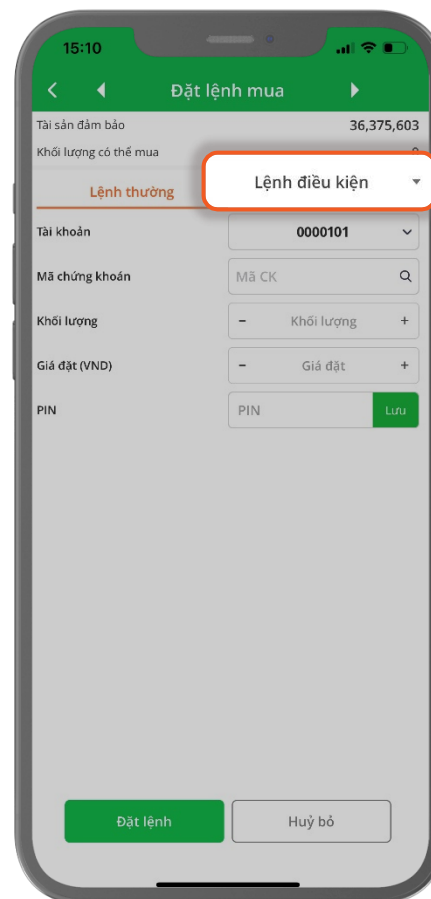 15:10
Đặt lệnh mua
Tài sản đảm bảo 36,375,603
Khối lượng có thể mua
Lệnh thường Lệnh điều kiện
Tài khoản 0000101
Mã chứng khoán Mã CK
Khối lượng - Khối lượng +
Giá đặt (VND) - Giá đặt +
PIN PIN Lưu
Đặt lệnh Huỷ bỏ